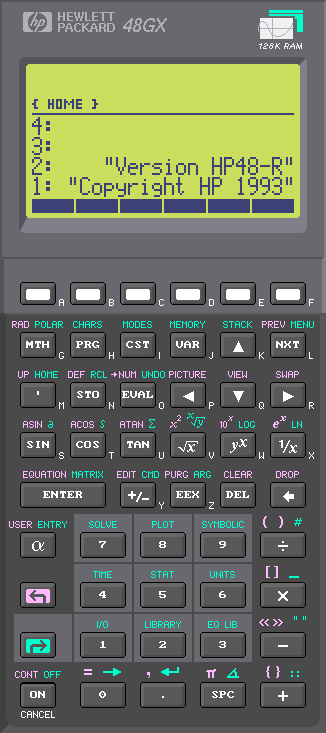 hp HEWLETT PACKARD 48GX
128K RAM
{ HOME }
4:
3:
2: "Version HP48-R"
1: "Copyright HP 1993"
A B C D E F
RAD POLAR CHARS MODES MEMORY STACK PREV MENU
MTH G PRG H CST I VAR J ▲ K NXT L
UP HOME DEF RCL →NUM UNDO PICTURE VIEW SWAP
' M STO N EVAL O ◀ P ▼ Q ▶ R
ASIN ∂ ACOS ∫ ATAN Σ x² ˣ√y 10ˣ LOG eˣ LN
SIN S COS T TAN U √x V yˣ W 1/x X
EQUATION MATRIX EDIT CMD PURG ARG CLEAR DROP
ENTER +/− Y EEX Z DEL ←
USER ENTRY SOLVE PLOT SYMBOLIC ( ) #
α 7 8 9 ÷
TIME STAT UNITS [ ] _
4 5 6 ×
I/O LIBRARY EQ LIB «» " "
1 2 3 −
CONT OFF = → , ↵ π ∡ { } ::
ON 0 . SPC +
CANCEL